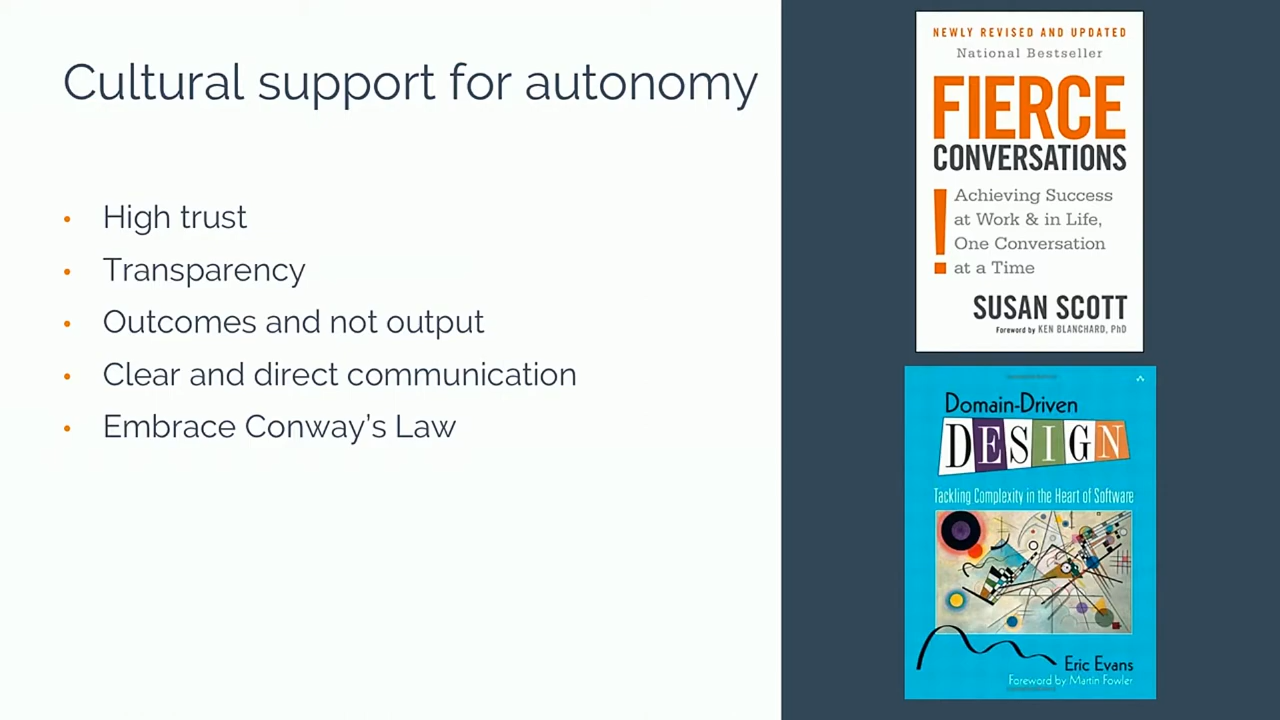 Cultural support for autonomy
• High trust
• Transparency
• Outcomes and not output
• Clear and direct communication
• Embrace Conway’s Law
NEWLY REVISED AND UPDATED
National Bestseller
FIERCE
CONVERSATIONS
!
Achieving Success
at Work & in Life,
One Conversation
at a Time
SUSAN SCOTT
Foreword by KEN BLANCHARD, PhD
Domain-Driven
DESIGN
Tackling Complexity in the Heart of Software
Eric Evans
Foreword by Martin Fowler